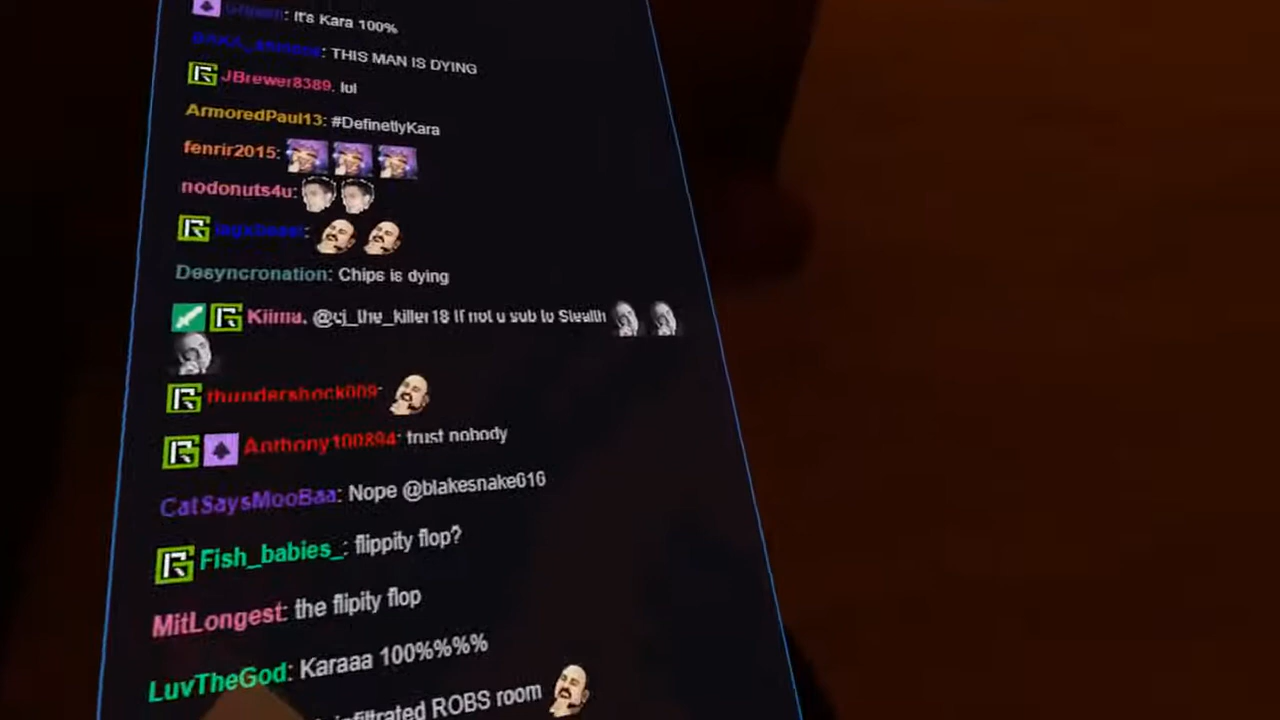 It's Kara 100%
THIS MAN IS DYING
JBrewer8389. lol
ArmoredPaul13: #DefinetlyKara
fenrir2015:
nodonuts4u:
Desyncronation: Chips is dying
Kiima. @cj_the_killer18 If not u sub to Stealth
thundershock009:
Anthony100894: trust nobody
CatSaysMooBaa: Nope @blakesnake616
Fish_babies_: flippity flop?
MitLongest: the flipity flop
LuvTheGod: Karaaa 100%%%%
infiltrated ROBS room